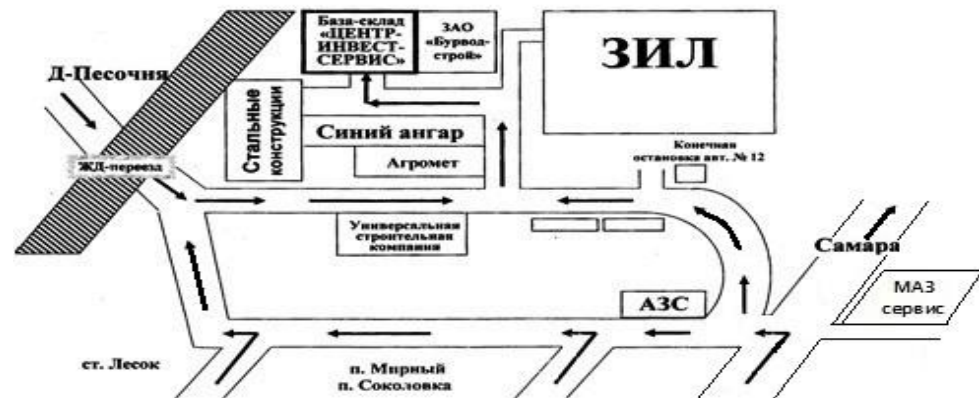 База-склад
«ЦЕНТР-
ИНВЕСТ-
СЕРВИС»
ЗАО
«Бурвод-
строй»
ЗИЛ
Д-Песочня
Стальные
конструкции
Синий ангар
Агромет
Конечная
остановка авт. № 12
ЖД-переезд
Универсальная
строительная
компания
Самара
МАЗ
сервис
АЗС
ст. Лесок
п. Мирный
п. Соколовка